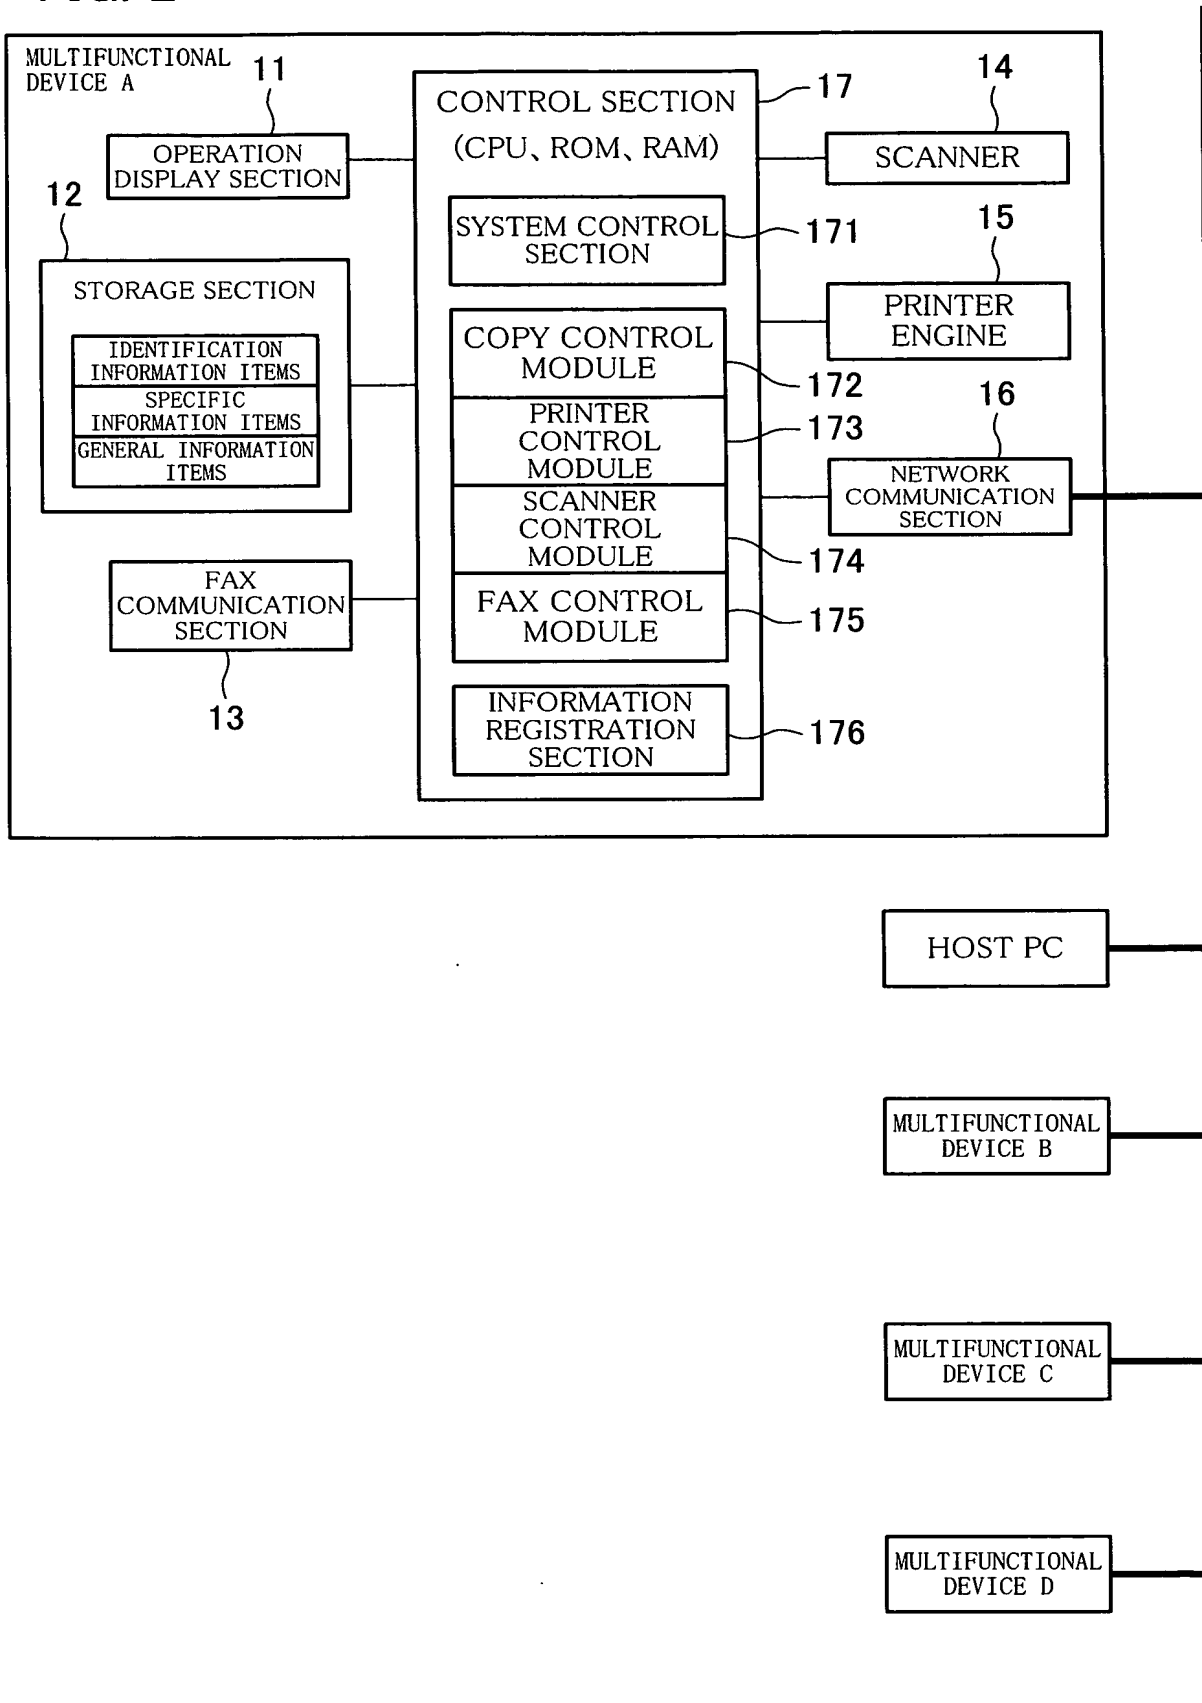 MULTIFUNCTIONAL
DEVICE A
11
OPERATION
DISPLAY SECTION
12
STORAGE SECTION
IDENTIFICATION
INFORMATION ITEMS
SPECIFIC
INFORMATION ITEMS
GENERAL INFORMATION
ITEMS
FAX
COMMUNICATION
SECTION
13
CONTROL SECTION
(CPU、ROM、RAM)
17
SYSTEM CONTROL
SECTION
171
COPY CONTROL
MODULE
172
PRINTER
CONTROL
MODULE
173
SCANNER
CONTROL
MODULE
174
FAX CONTROL
MODULE
175
INFORMATION
REGISTRATION
SECTION
176
14
SCANNER
15
PRINTER
ENGINE
16
NETWORK
COMMUNICATION
SECTION
HOST PC
MULTIFUNCTIONAL
DEVICE B
MULTIFUNCTIONAL
DEVICE C
MULTIFUNCTIONAL
DEVICE D